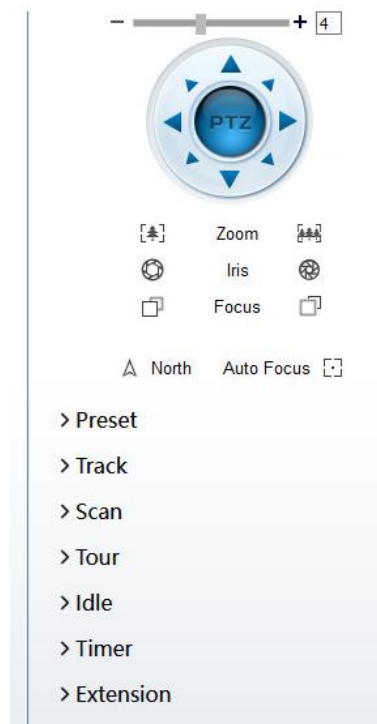 − + 4
PTZ
Zoom
Iris
Focus
North Auto Focus
> Preset
> Track
> Scan
> Tour
> Idle
> Timer
> Extension